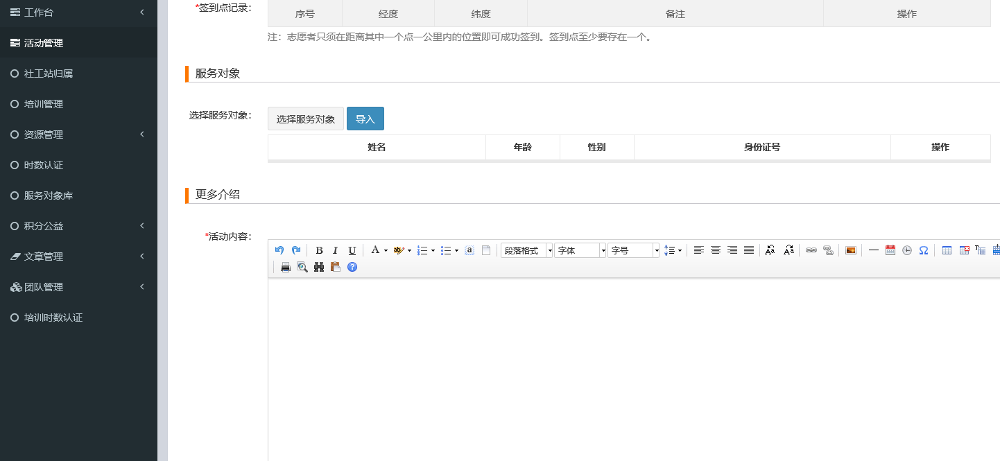 工作台
活动管理
社工站归属
培训管理
资源管理
时数认证
服务对象库
积分公益
文章管理
团队管理
培训时数认证
*签到点记录:
序号 经度 纬度 备注 操作
注：志愿者只须在距离其中一个点一公里内的位置即可成功签到。签到点至少要存在一个。
服务对象
选择服务对象: 选择服务对象 导入
姓名 年龄 性别 身份证号 操作
更多介绍
*活动内容:
B I U A ab a 段落格式 字体 字号